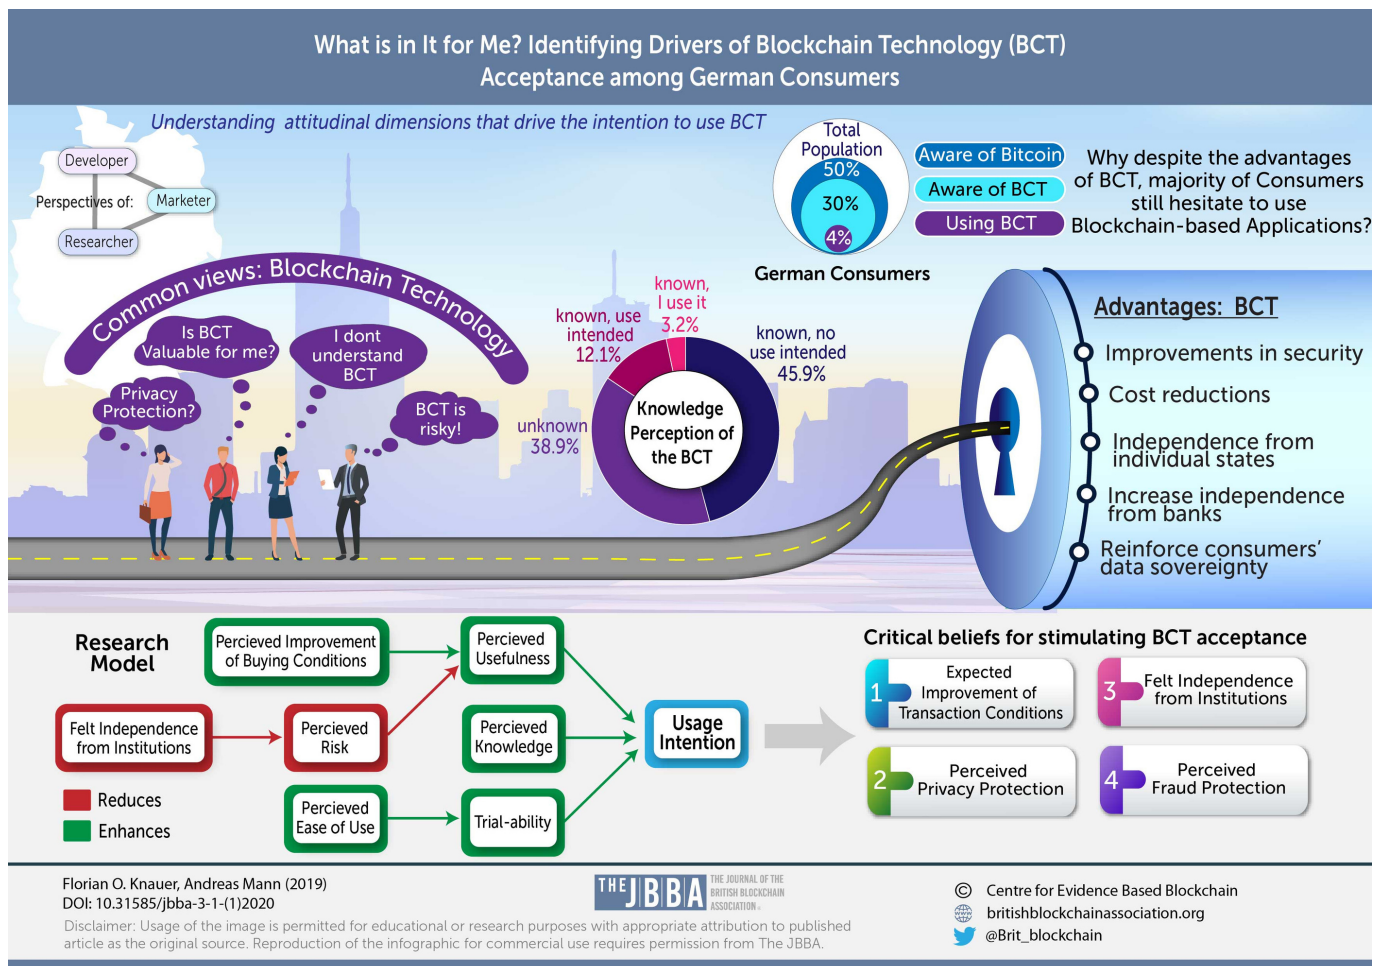 What is in It for Me? Identifying Drivers of Blockchain Technology (BCT)
Acceptance among German Consumers
Understanding attitudinal dimensions that drive the intention to use BCT
Developer
Perspectives of:
Marketer
Researcher
Total
Population
50%
30%
4%
German Consumers
Aware of Bitcoin
Aware of BCT
Using BCT
Why despite the advantages
of BCT, majority of Consumers
still hesitate to use
Blockchain-based Applications?
Common views: Blockchain Technology
Privacy
Protection?
Is BCT
Valuable for me?
I dont
understand
BCT
BCT is
risky!
known,
I use it
3.2%
known, use
intended
12.1%
known, no
use intended
45.9%
unknown
38.9%
Knowledge
Perception of
the BCT
Advantages: BCT
Improvements in security
Cost reductions
Independence from
individual states
Increase independence
from banks
Reinforce consumers’
data sovereignty
Research
Model
Percieved Improvement
of Buying Conditions
Percieved
Usefulness
Felt Independence
from Institutions
Percieved
Risk
Percieved
Knowledge
Usage
Intention
Percieved
Ease of Use
Trial-ability
Reduces
Enhances
Critical beliefs for stimulating BCT acceptance
1
Expected
Improvement of
Transaction Conditions
3
Felt Independence
from Institutions
2
Perceived
Privacy Protection
4
Perceived
Fraud Protection
Florian O. Knauer, Andreas Mann (2019)
DOI: 10.31585/jbba-3-1-(1)2020
Disclaimer: Usage of the image is permitted for educational or research purposes with appropriate attribution to published
article as the original source. Reproduction of the infographic for commercial use requires permission from The JBBA.
THE JBBA
THE JOURNAL OF THE
BRITISH BLOCKCHAIN
ASSOCIATION
© Centre for Evidence Based Blockchain
www
britishblockchainassociation.org
@Brit_blockchain